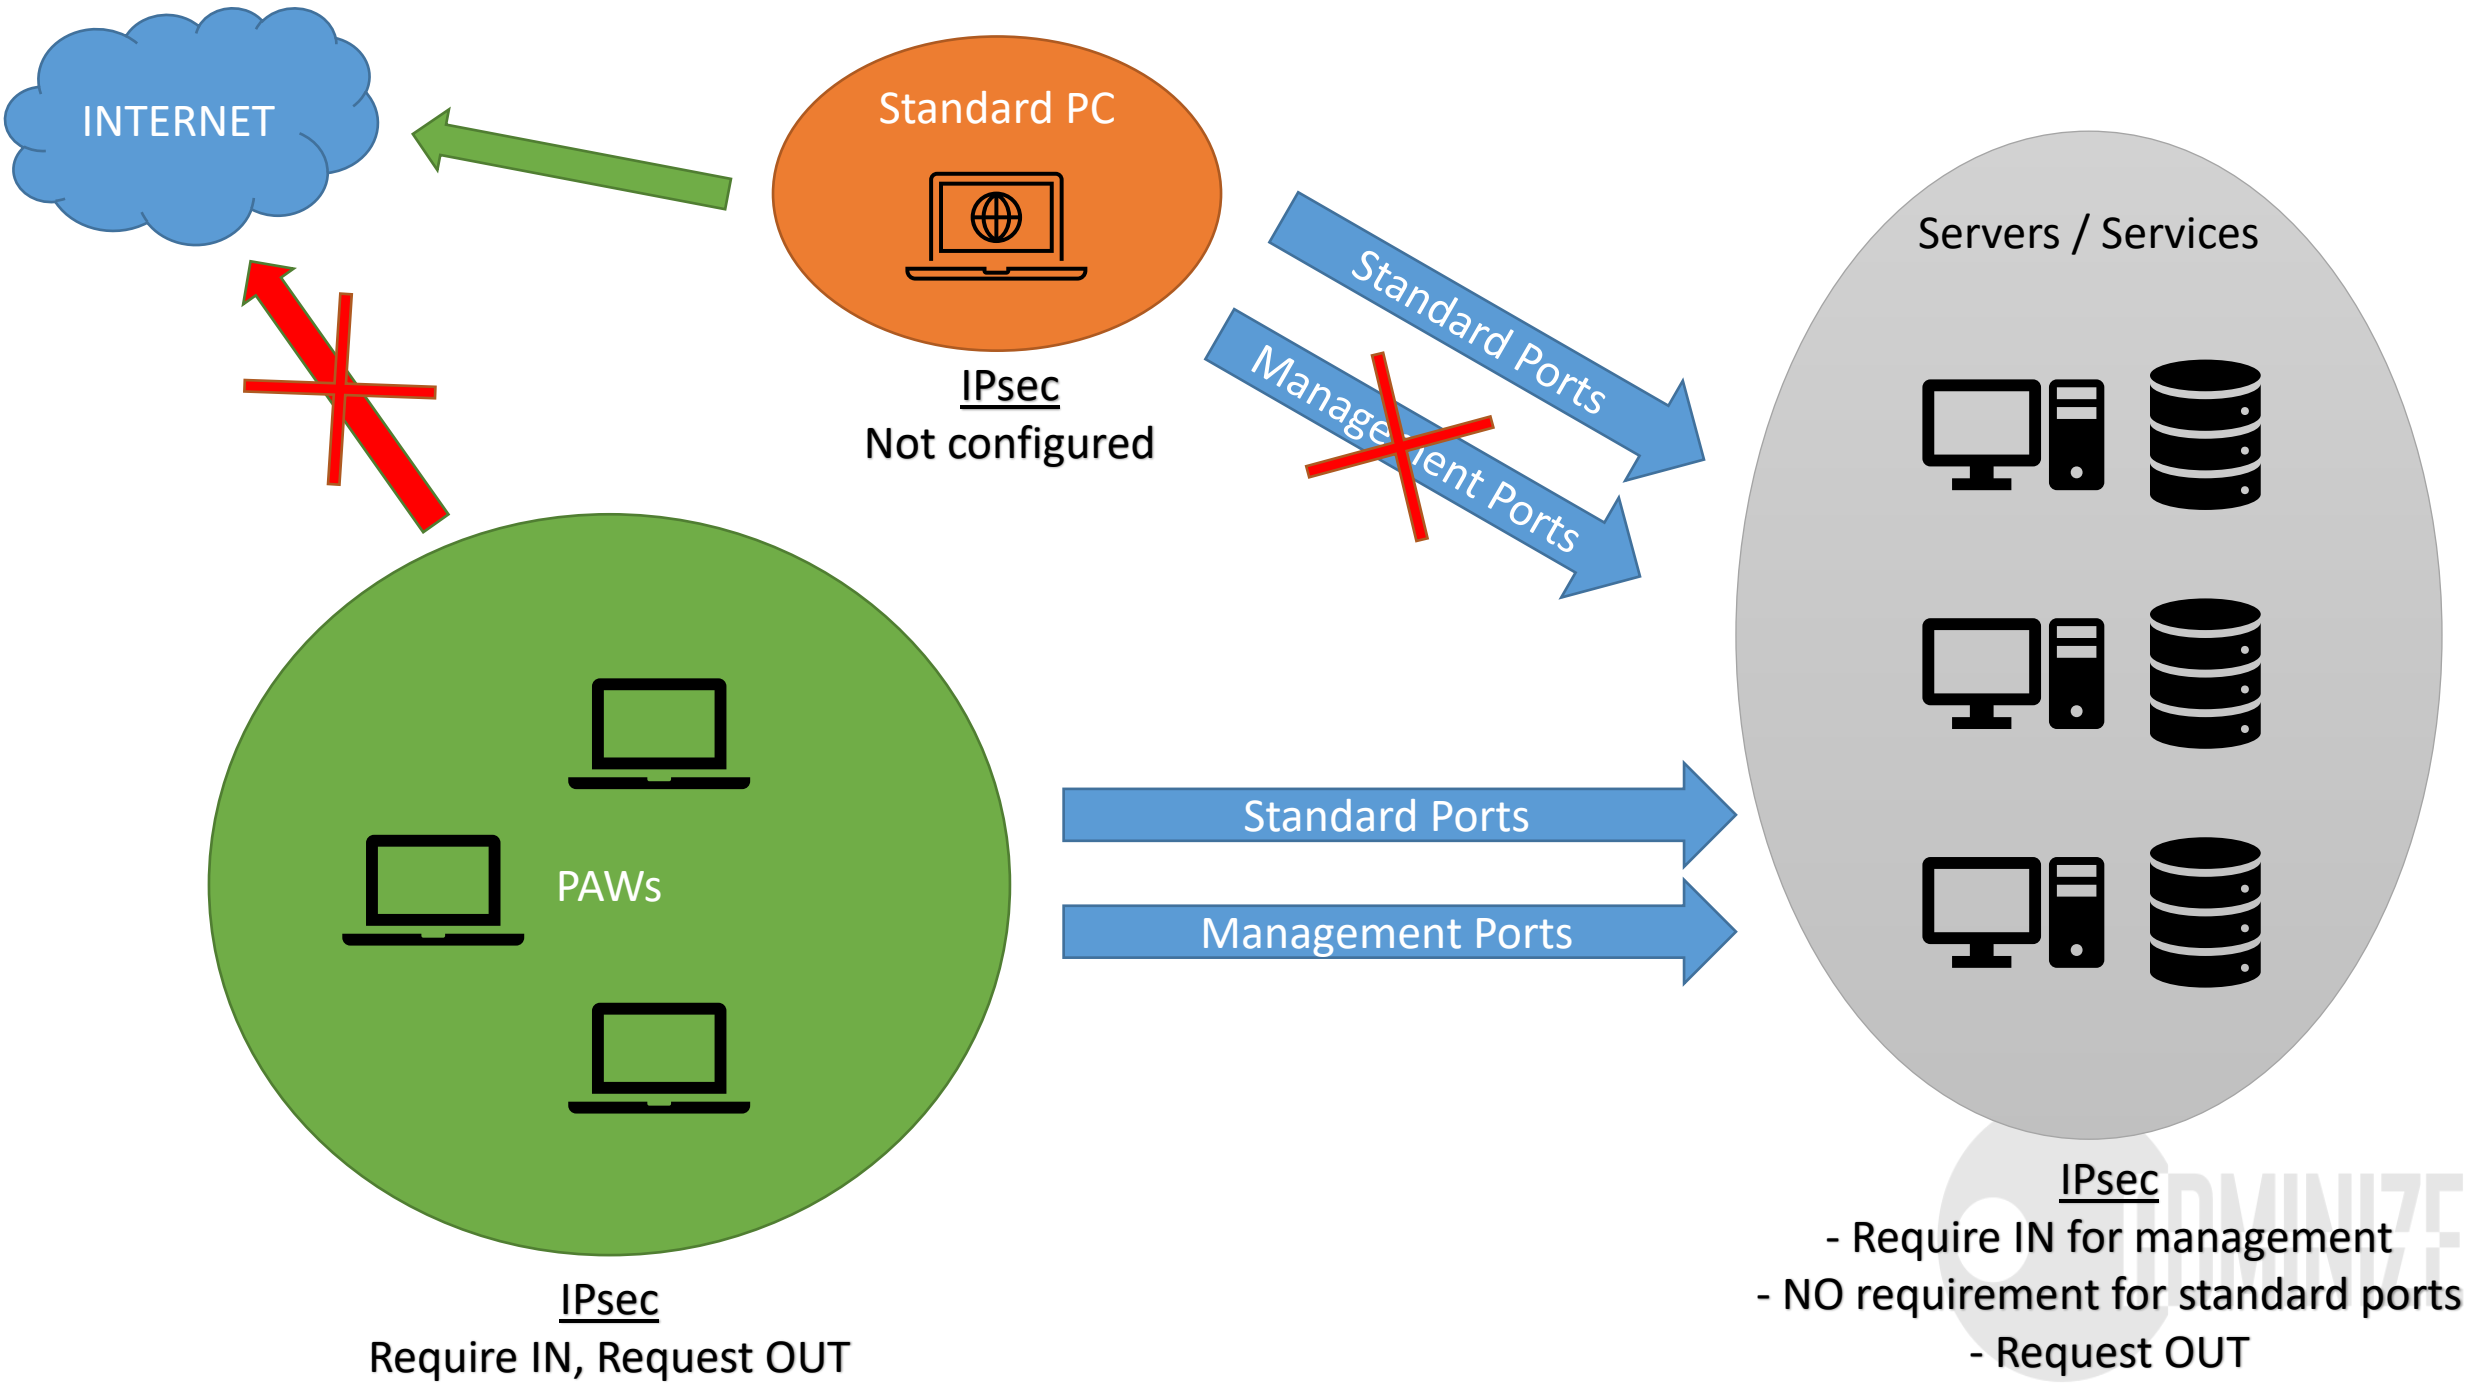 INTERNET
Standard PC
IPsec
Not configured
Standard Ports
Management Ports
Servers / Services
PAWs
Standard Ports
Management Ports
IPsec
Require IN, Request OUT
IPsec
- Require IN for management
- NO requirement for standard ports
- Request OUT